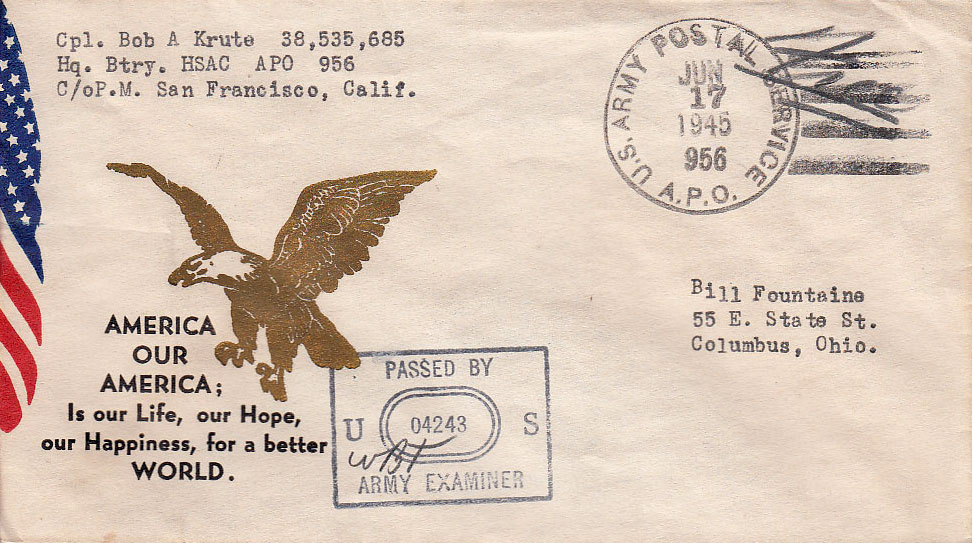 Cpl. Bob A Krute 38,535,685
Hq. Btry. HSAC APO 956
C/oP.M. San Francisco, Calif.
U.S. ARMY POSTAL SERVICE
JUN
17
1945
956
A.P.O.
Bill Fountaine
55 E. State St.
Columbus, Ohio.
AMERICA
OUR
AMERICA;
Is our Life, our Hope,
our Happiness, for a better
WORLD.
PASSED BY
U 04243 S
WBT
ARMY EXAMINER